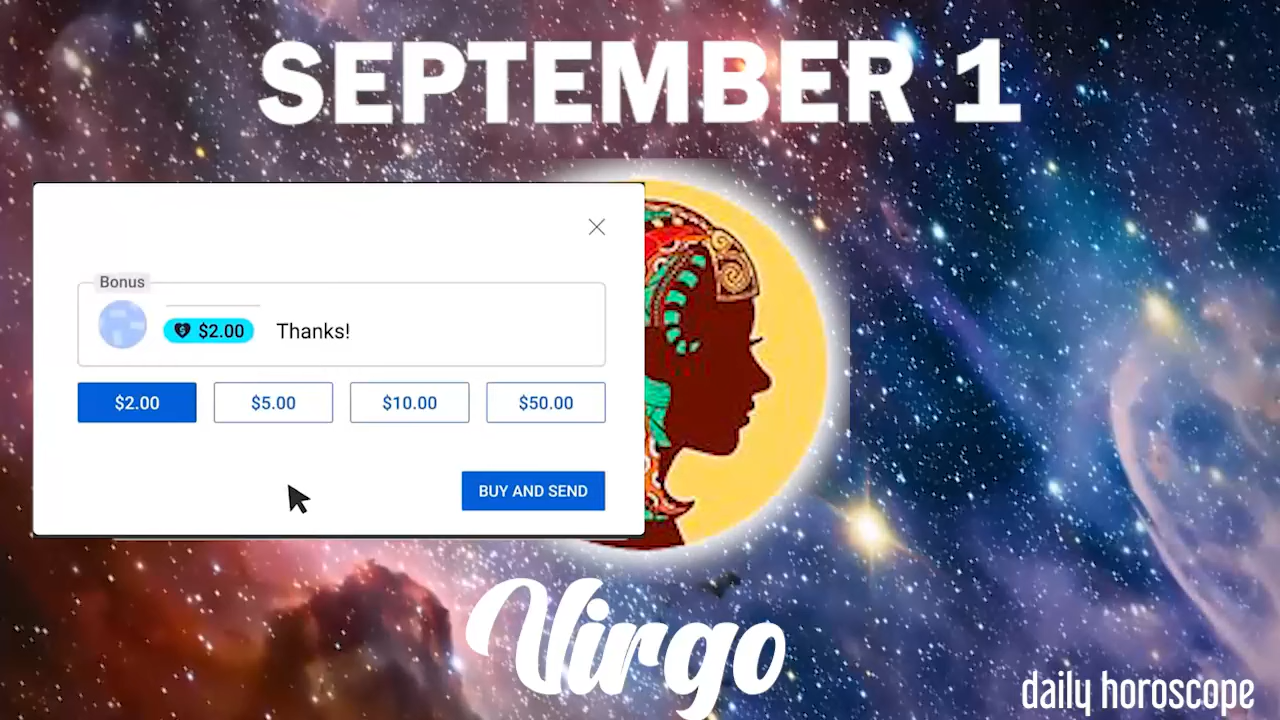 SEPTEMBER 1
Bonus
$2.00 Thanks!
$2.00 $5.00 $10.00 $50.00
BUY AND SEND
Virgo
daily horoscope